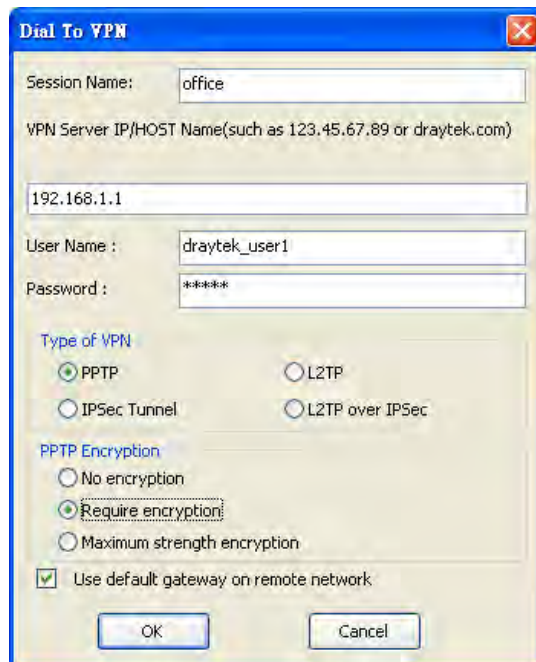 Dial To VPN
Session Name: office
VPN Server IP/HOST Name(such as 123.45.67.89 or draytek.com)
192.168.1.1
User Name : draytek_user1
Password : *****
Type of VPN
PPTP L2TP
IPSec Tunnel L2TP over IPSec
PPTP Encryption
No encryption
Require encryption
Maximum strength encryption
Use default gateway on remote network
OK Cancel